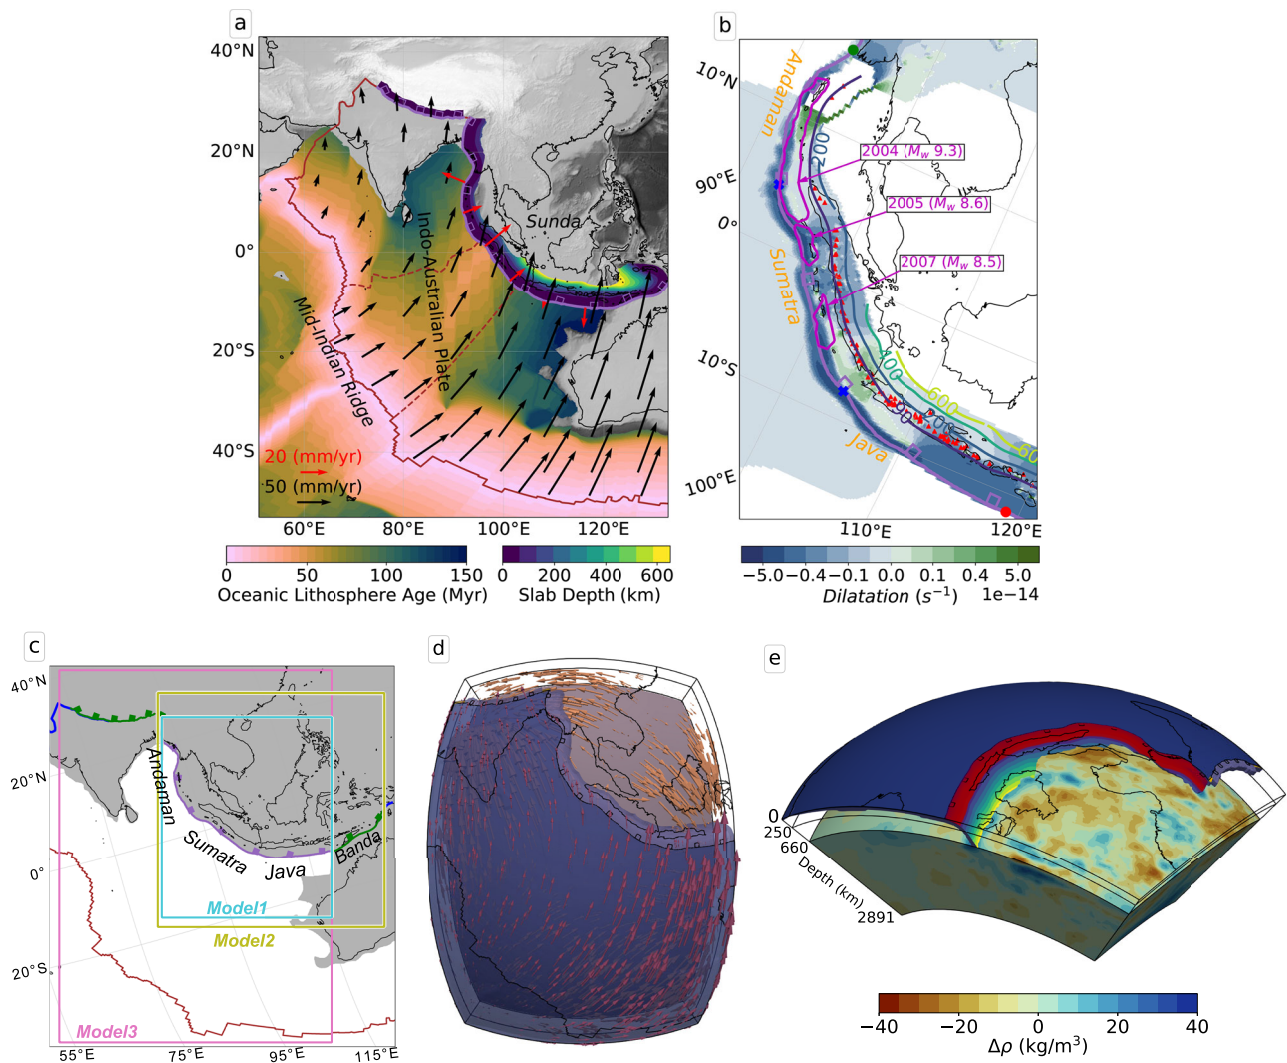 a
40°N
20°N
0°
20°S
40°S
60°E
80°E
100°E
120°E
Sunda
Indo-Australian Plate
Mid-Indian Ridge
20 (mm/yr)
50 (mm/yr)
0
50
100
150
Oceanic Lithosphere Age (Myr)
0
200
400
600
Slab Depth (km)
b
10°N
90°E
0°
10°S
100°E
110°E
120°E
Andaman
Sumatra
Java
200
2004 (Mw 9.3)
2005 (Mw 8.6)
2007 (Mw 8.5)
400
600
60
−5.0
−0.4
−0.1
0.0
0.1
0.4
5.0
Dilatation (s⁻¹)
1e−14
c
40°N
20°N
0°
20°S
55°E
75°E
95°E
115°E
Andaman
Sumatra
Java
Banda
Model1
Model2
Model3
d
e
0
250
660
2891
Depth (km)
−40
−20
0
20
40
Δρ (kg/m³)